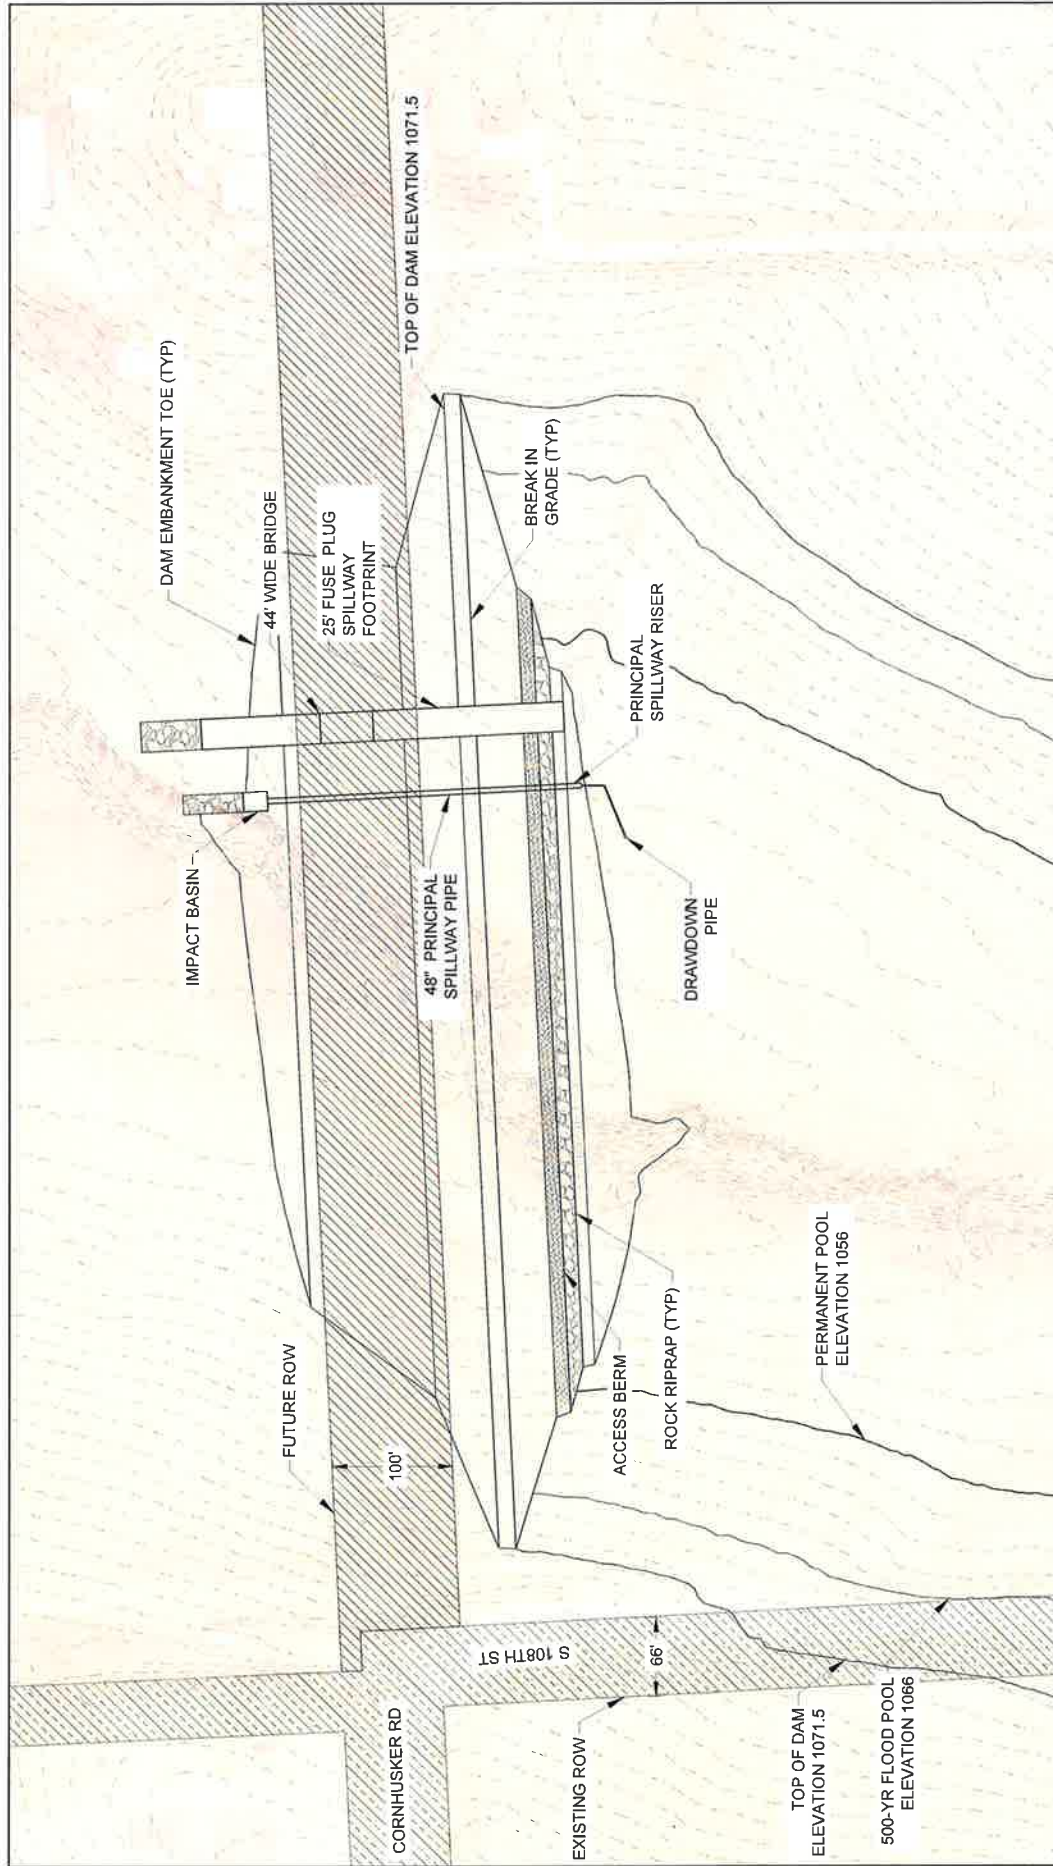 DAM EMBANKMENT TOE (TYP)
44' WIDE BRIDGE
25' FUSE PLUG
SPILLWAY
FOOTPRINT
TOP OF DAM ELEVATION 1071.5
BREAK IN
GRADE (TYP)
PRINCIPAL
SPILLWAY RISER
IMPACT BASIN
48" PRINCIPAL
SPILLWAY PIPE
DRAWDOWN
PIPE
FUTURE ROW
100'
ACCESS BERM
ROCK RIPRAP (TYP)
PERMANENT POOL
ELEVATION 1056
S 108TH ST
66'
CORNHUSKER RD
EXISTING ROW
TOP OF DAM
ELEVATION 1071.5
500-YR FLOOD POOL
ELEVATION 1066